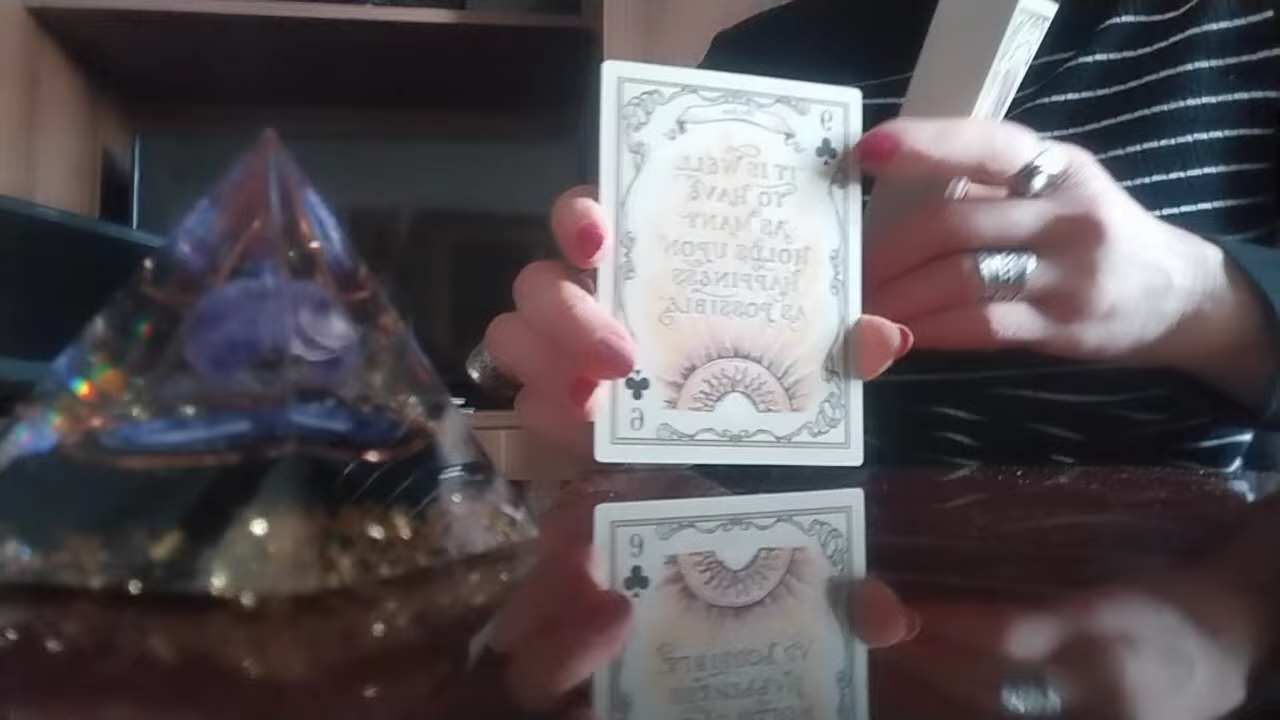 9
IT IS WELL
TO HAVE
AS MANY
HOLDS UPON
HAPPINESS
AS POSSIBLE.
9